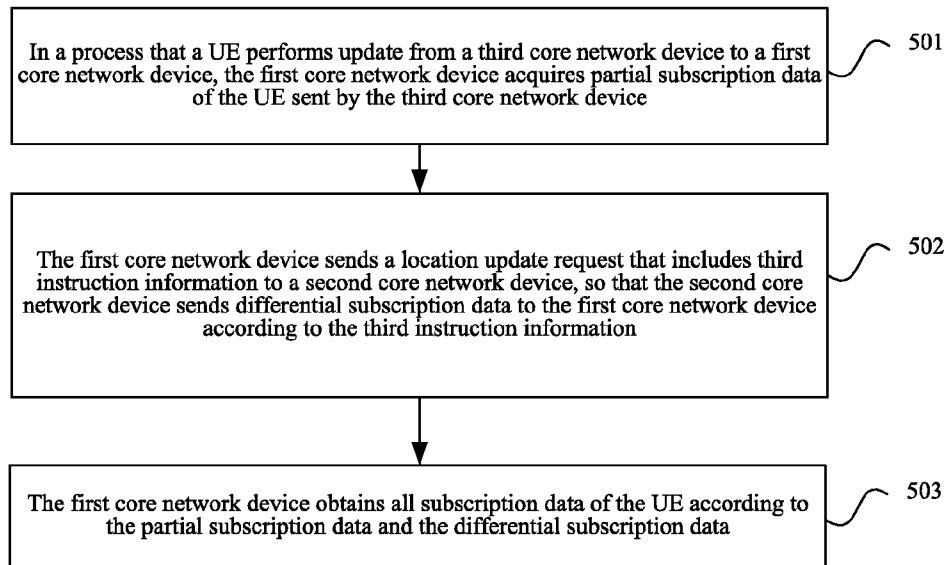 In a process that a UE performs update from a third core network device to a first
core network device, the first core network device acquires partial subscription data
of the UE sent by the third core network device
501
The first core network device sends a location update request that includes third
instruction information to a second core network device, so that the second core
network device sends differential subscription data to the first core network device
according to the third instruction information
502
The first core network device obtains all subscription data of the UE according to
the partial subscription data and the differential subscription data
503